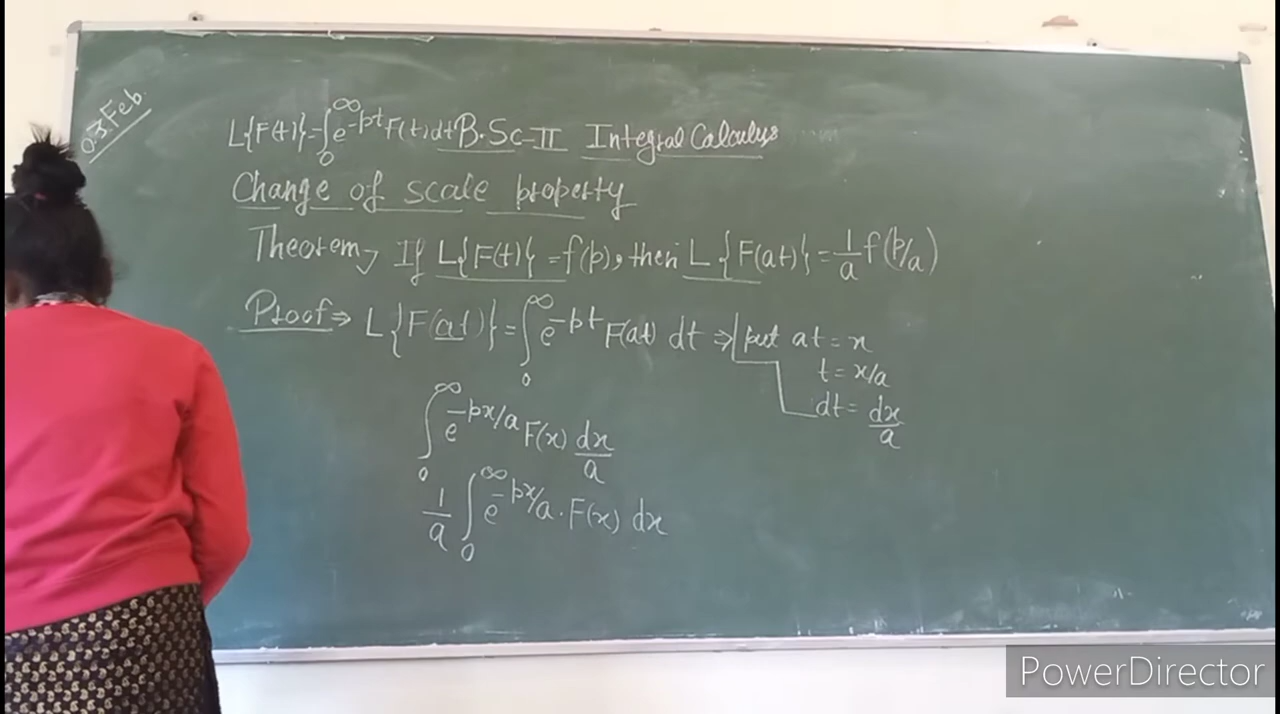 03 Feb.
L{F(t)}=∫₀^∞ e^-pt F(t) dt B.Sc-II Integral Calculus
Change of scale property
Theorem, If L{F(t)} = f(p), then L{F(at)} = 1/a f(p/a)
Proof ⇒ L{F(at)} = ∫₀^∞ e^-pt F(at) dt ⇒ put at = x
t = x/a
dt = dx/a
∫₀^∞ e^-px/a F(x) dx/a
1/a ∫₀^∞ e^-px/a . F(x) dx
PowerDirector